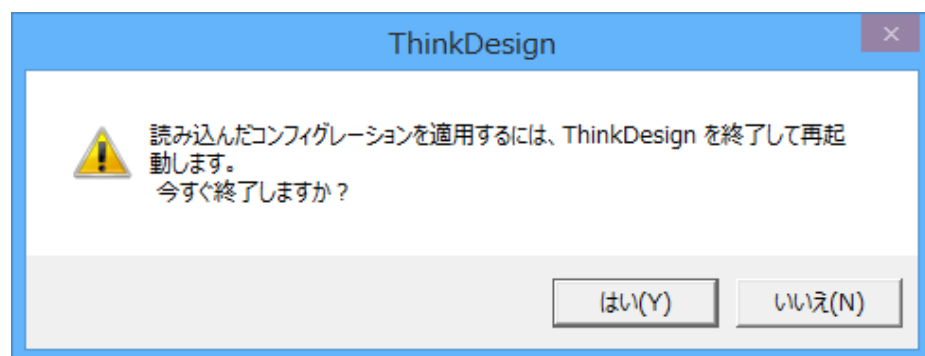 ThinkDesign
読み込んだコンフィグレーションを適用するには、ThinkDesign を終了して再起
動します。
今すぐ終了しますか？
はい(Y)
いいえ(N)